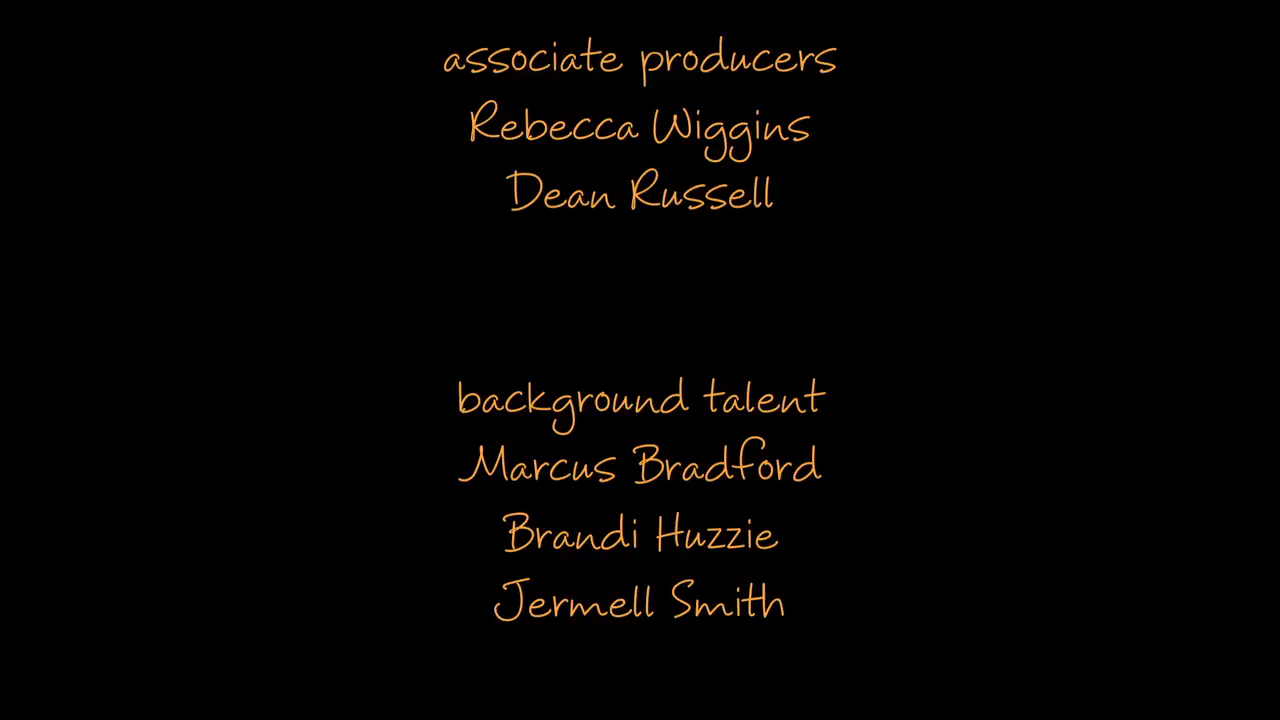 associate producers
Rebecca Wiggins
Dean Russell
background talent
Marcus Bradford
Brandi Huzzie
Jermell Smith